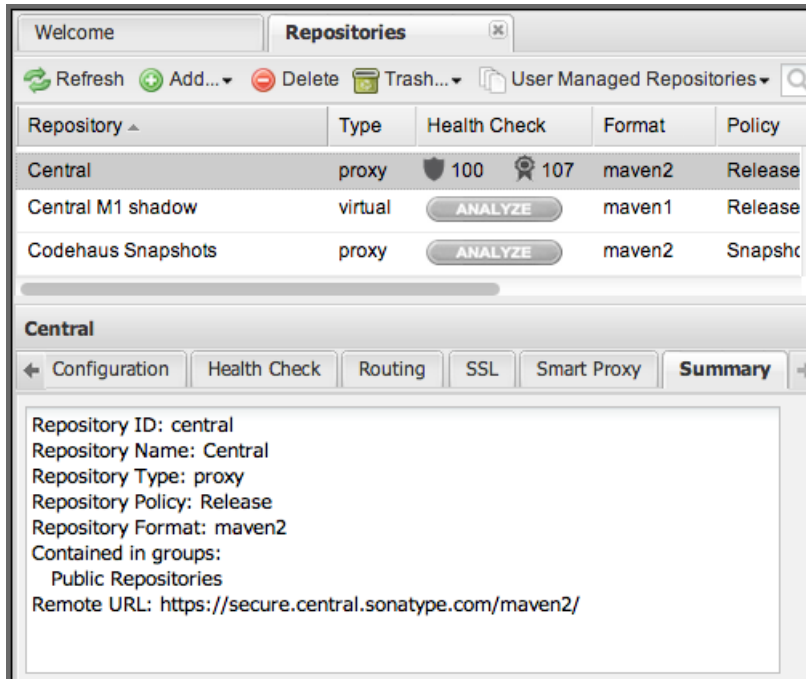 Welcome Repositories
Refresh Add... Delete Trash... User Managed Repositories
Repository Type Health Check Format Policy
Central proxy 100 107 maven2 Release
Central M1 shadow virtual ANALYZE maven1 Release
Codehaus Snapshots proxy ANALYZE maven2 Snapsho
Central
Configuration Health Check Routing SSL Smart Proxy Summary
Repository ID: central
Repository Name: Central
Repository Type: proxy
Repository Policy: Release
Repository Format: maven2
Contained in groups:
Public Repositories
Remote URL: https://secure.central.sonatype.com/maven2/